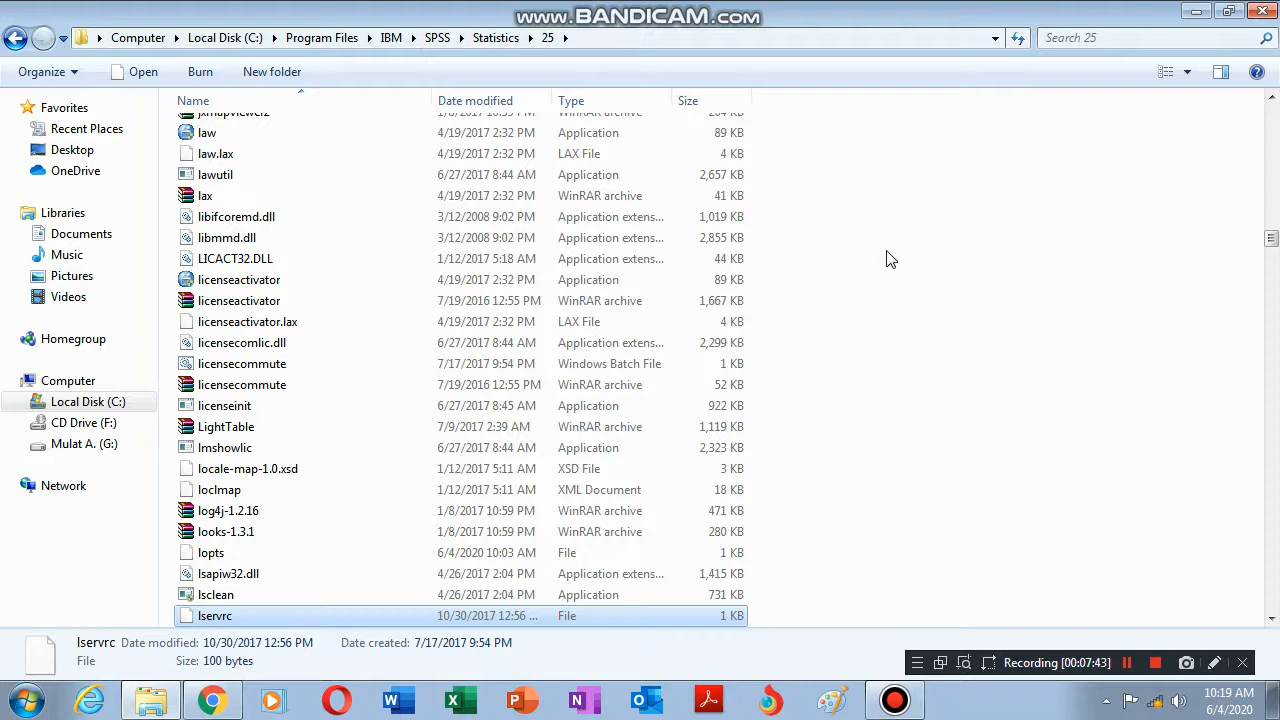 www.BANDICAM.com
Computer Local Disk (C:) Program Files IBM SPSS Statistics 25
Search 25
Organize Open Burn New folder
Name Date modified Type Size
law 4/19/2017 2:32 PM Application 89 KB
law.lax 4/19/2017 2:32 PM LAX File 4 KB
lawutil 6/27/2017 8:44 AM Application 2,657 KB
lax 4/19/2017 2:32 PM WinRAR archive 41 KB
libifcoremd.dll 3/12/2008 9:02 PM Application extens... 1,019 KB
libmmd.dll 3/12/2008 9:02 PM Application extens... 2,855 KB
LICACT32.DLL 1/12/2017 5:18 AM Application extens... 44 KB
licenseactivator 4/19/2017 2:32 PM Application 89 KB
licenseactivator 7/19/2016 12:55 PM WinRAR archive 1,667 KB
licenseactivator.lax 4/19/2017 2:32 PM LAX File 4 KB
licensecomlic.dll 6/27/2017 8:44 AM Application extens... 2,299 KB
licensecommute 7/17/2017 9:54 PM Windows Batch File 1 KB
licensecommute 7/19/2016 12:55 PM WinRAR archive 52 KB
licenseinit 6/27/2017 8:45 AM Application 922 KB
LightTable 7/9/2017 2:39 AM WinRAR archive 1,119 KB
lmshowlic 6/27/2017 8:44 AM Application 2,323 KB
locale-map-1.0.xsd 1/12/2017 5:11 AM XSD File 3 KB
loclmap 1/12/2017 5:11 AM XML Document 18 KB
log4j-1.2.16 1/8/2017 10:59 PM WinRAR archive 471 KB
looks-1.3.1 1/8/2017 10:59 PM WinRAR archive 280 KB
lopts 6/4/2020 10:03 AM File 1 KB
lsapiw32.dll 4/26/2017 2:04 PM Application extens... 1,415 KB
lsclean 4/26/2017 2:04 PM Application 731 KB
lservrc 10/30/2017 12:56 ... File 1 KB
Favorites
Recent Places
Desktop
OneDrive
Libraries
Documents
Music
Pictures
Videos
Homegroup
Computer
Local Disk (C:)
CD Drive (F:)
Mulat A. (G:)
Network
lservrc Date modified: 10/30/2017 12:56 PM Date created: 7/17/2017 9:54 PM
File Size: 100 bytes
Recording [00:07:43]
10:19 AM
6/4/2020